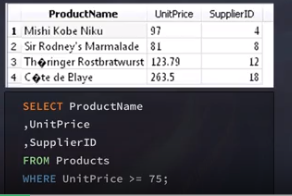 ProductName UnitPrice SupplierID
1 Mishi Kobe Niku 97 4
2 Sir Rodney's Marmalade 81 8
3 Th�ringer Rostbratwurst 123.79 12
4 C�te de Blaye 263.5 18
SELECT ProductName
,UnitPrice
,SupplierID
FROM Products
WHERE UnitPrice >= 75;